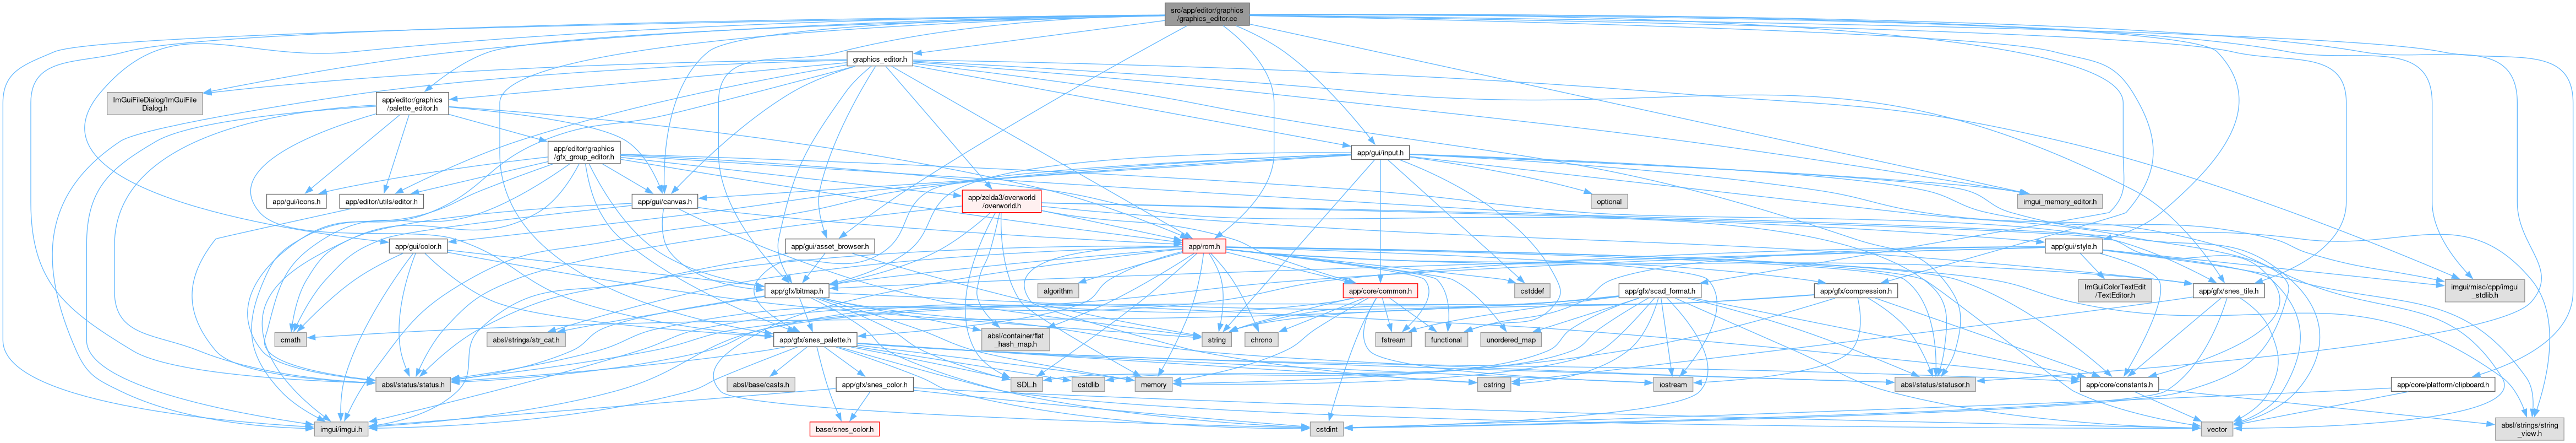 src/app/editor/graphics
/graphics_editor.cc
graphics_editor.h
ImGuiFileDialog/ImGuiFile
Dialog.h
app/editor/graphics
/palette_editor.h
app/editor/graphics
/gfx_group_editor.h
app/gui/input.h
app/gui/icons.h
app/editor/utils/editor.h
app/gui/canvas.h
app/zelda3/overworld
/overworld.h
optional
imgui_memory_editor.h
app/gui/color.h
app/gui/asset_browser.h
app/rom.h
app/gui/style.h
algorithm
app/gfx/bitmap.h
app/core/common.h
cstddef
app/gfx/scad_format.h
app/gfx/compression.h
ImGuiColorTextEdit
/TextEditor.h
app/gfx/snes_tile.h
imgui/misc/cpp/imgui
_stdlib.h
cmath
absl/strings/str_cat.h
app/gfx/snes_palette.h
absl/container/flat
_hash_map.h
string
chrono
fstream
functional
unordered_map
absl/status/status.h
absl/base/casts.h
app/gfx/snes_color.h
SDL.h
cstdlib
memory
cstring
iostream
absl/status/statusor.h
app/core/constants.h
app/core/platform/clipboard.h
imgui/imgui.h
base/snes_color.h
cstdint
vector
absl/strings/string
_view.h